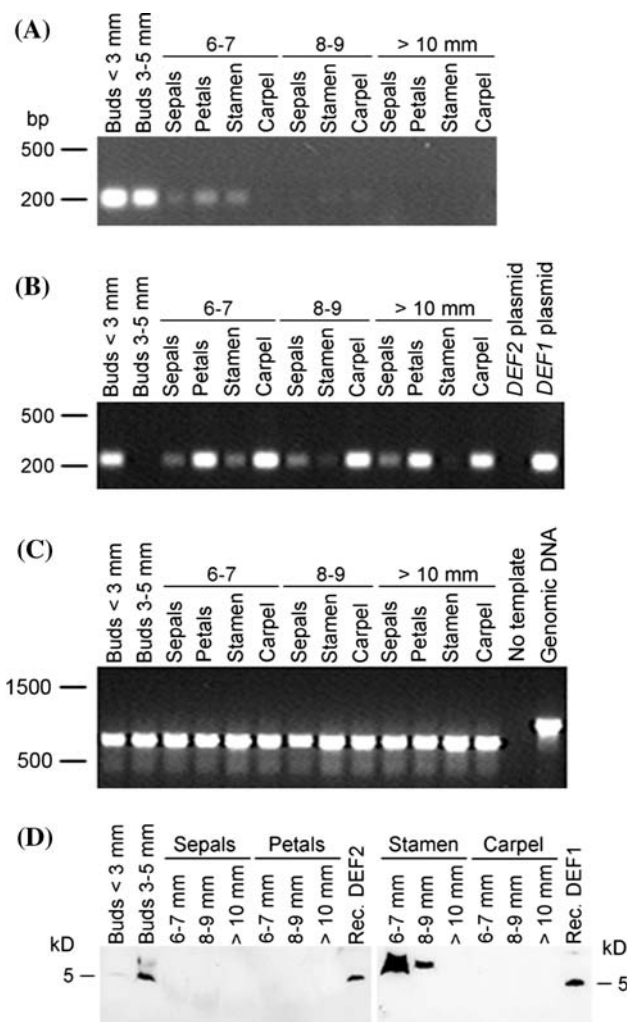 (A)
Buds < 3 mm
Buds 3-5 mm
6-7
8-9
> 10 mm
Sepals
Petals
Stamen
Carpel
Sepals
Stamen
Carpel
Sepals
Petals
Stamen
Carpel
bp
500
200
(B)
Buds < 3 mm
Buds 3-5 mm
6-7
8-9
> 10 mm
Sepals
Petals
Stamen
Carpel
Sepals
Stamen
Carpel
Sepals
Petals
Stamen
Carpel
DEF2 plasmid
DEF1 plasmid
500
200
(C)
Buds < 3 mm
Buds 3-5 mm
6-7
8-9
> 10 mm
Sepals
Petals
Stamen
Carpel
Sepals
Stamen
Carpel
Sepals
Petals
Stamen
Carpel
No template
Genomic DNA
1500
500
(D)
Buds < 3 mm
Buds 3-5 mm
Sepals
Petals
Stamen
Carpel
6-7 mm
8-9 mm
> 10 mm
6-7 mm
8-9 mm
> 10 mm
Rec. DEF2
6-7 mm
8-9 mm
> 10 mm
6-7 mm
8-9 mm
> 10 mm
Rec. DEF1
kD
5
kD
5